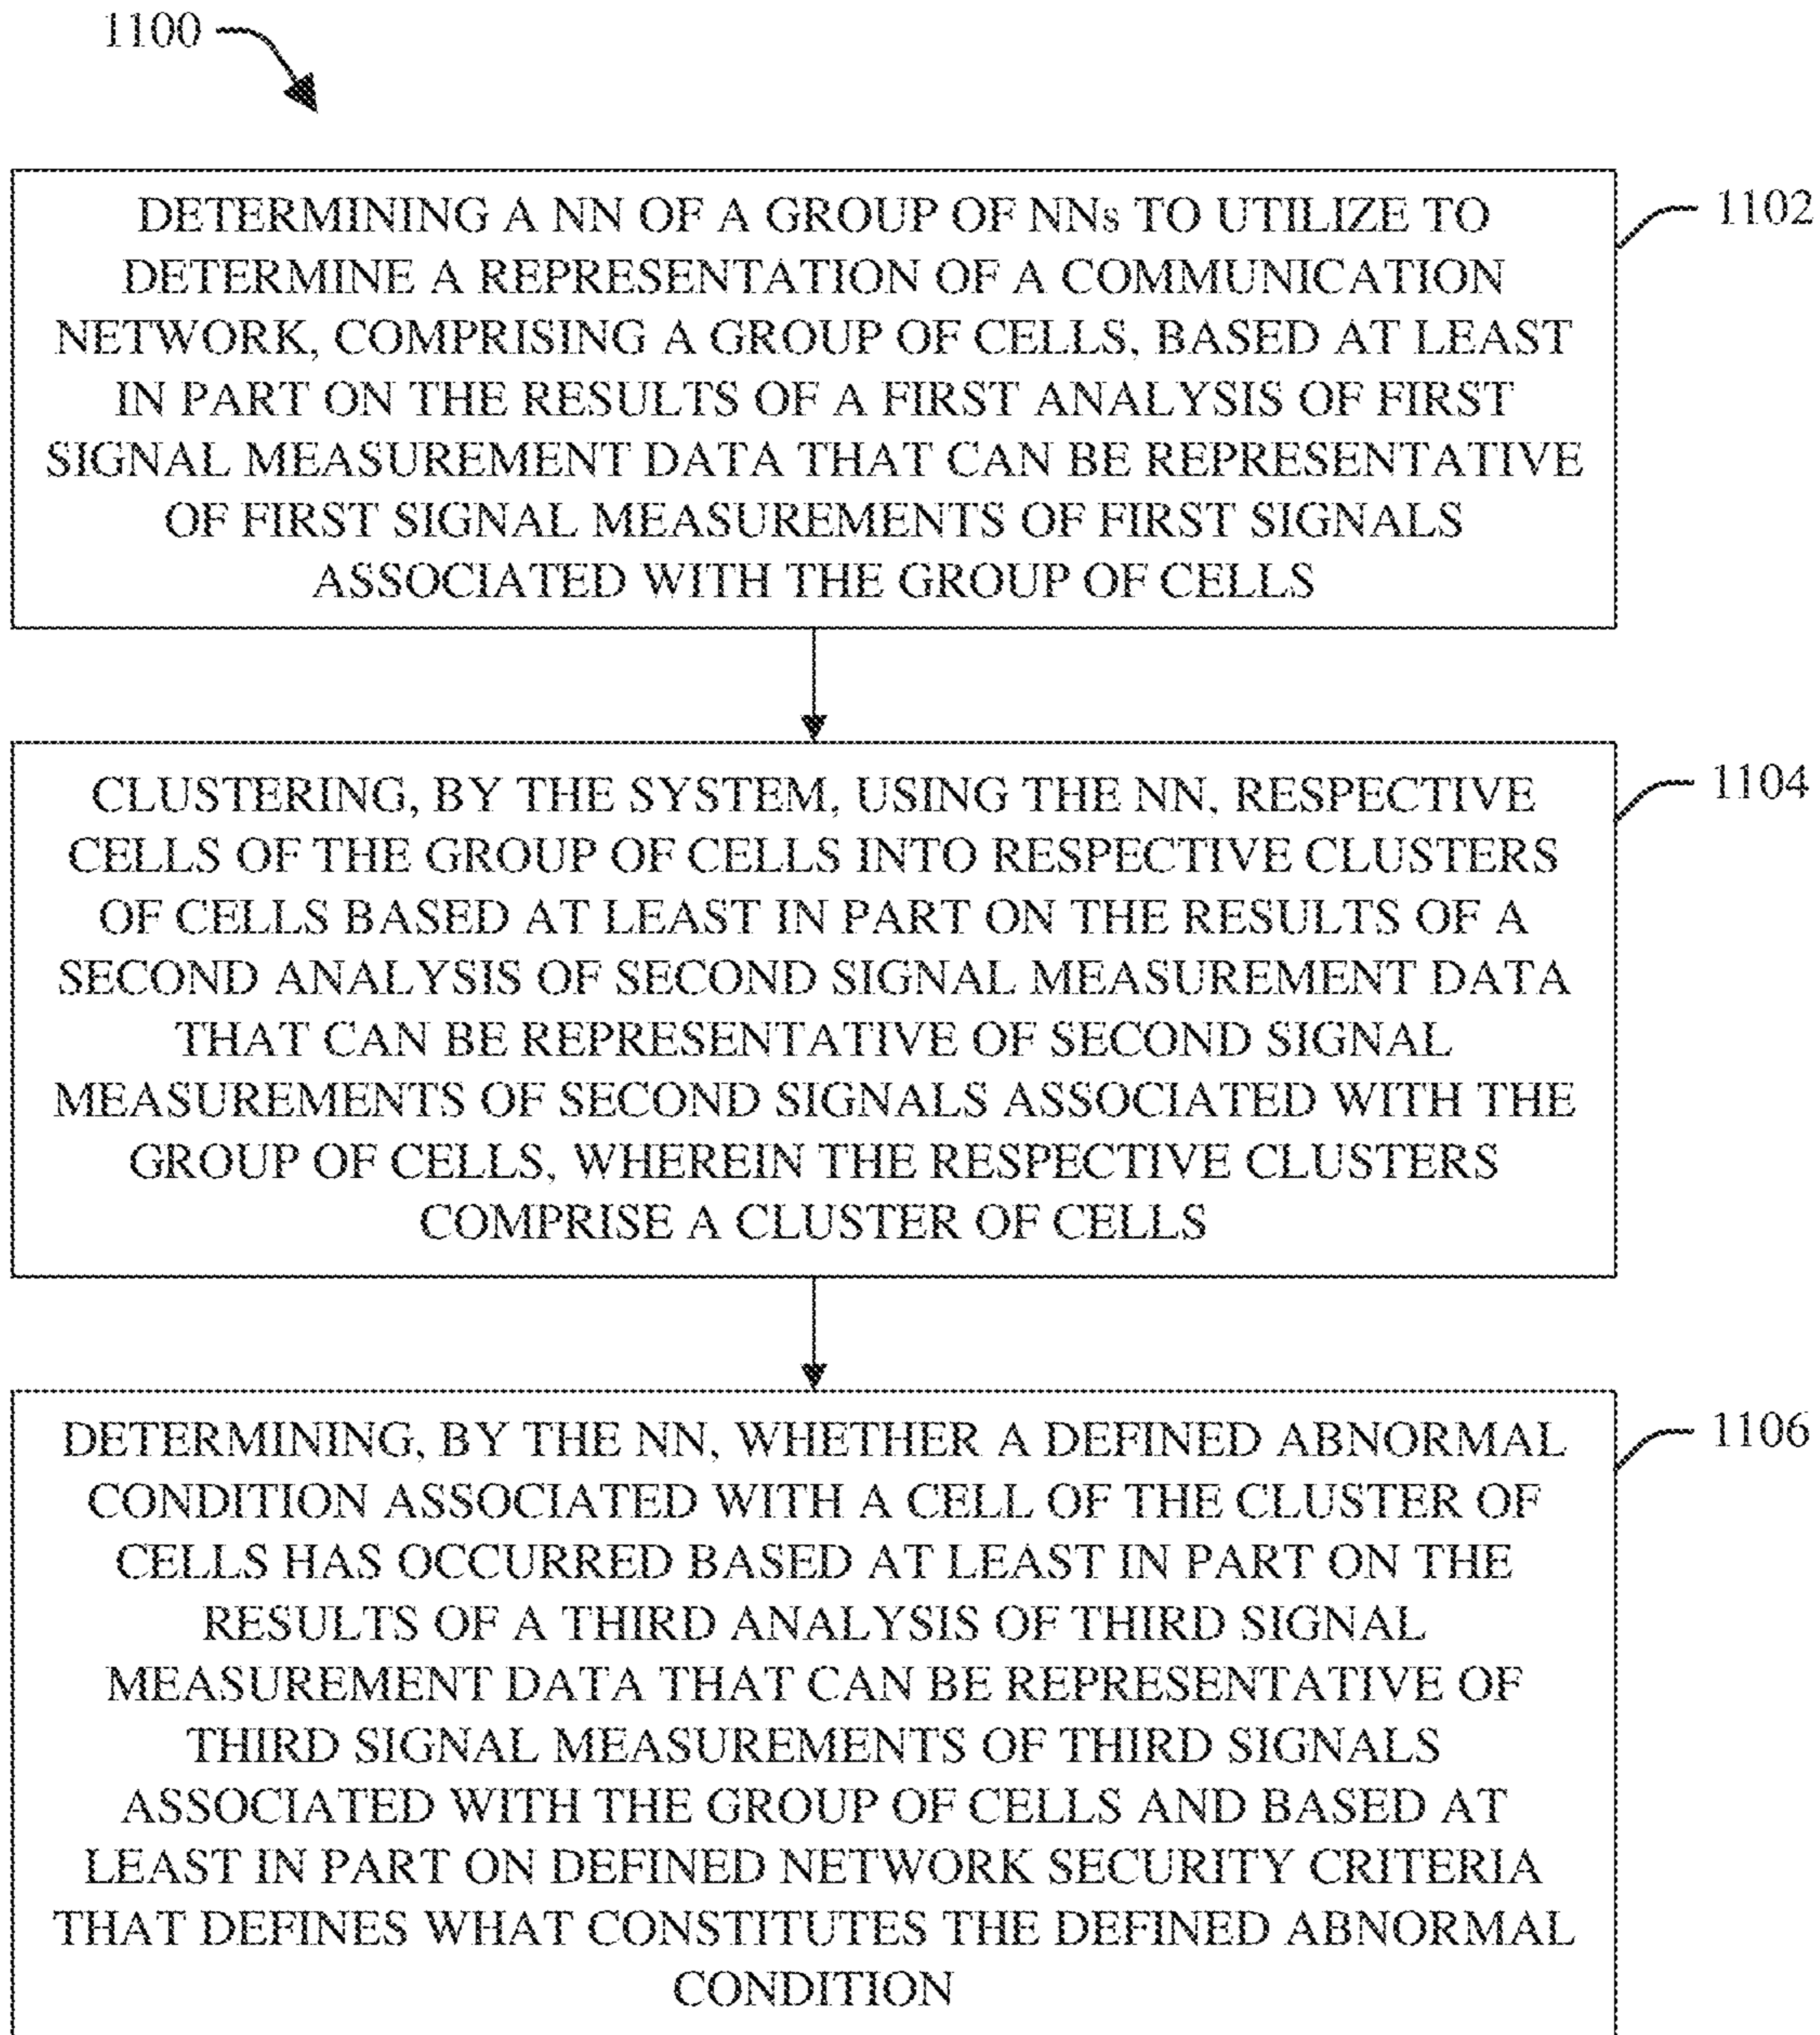 1100
DETERMINING A NN OF A GROUP OF NNs TO UTILIZE TO
DETERMINE A REPRESENTATION OF A COMMUNICATION
NETWORK, COMPRISING A GROUP OF CELLS, BASED AT LEAST
IN PART ON THE RESULTS OF A FIRST ANALYSIS OF FIRST
SIGNAL MEASUREMENT DATA THAT CAN BE REPRESENTATIVE
OF FIRST SIGNAL MEASUREMENTS OF FIRST SIGNALS
ASSOCIATED WITH THE GROUP OF CELLS
1102
CLUSTERING, BY THE SYSTEM, USING THE NN, RESPECTIVE
CELLS OF THE GROUP OF CELLS INTO RESPECTIVE CLUSTERS
OF CELLS BASED AT LEAST IN PART ON THE RESULTS OF A
SECOND ANALYSIS OF SECOND SIGNAL MEASUREMENT DATA
THAT CAN BE REPRESENTATIVE OF SECOND SIGNAL
MEASUREMENTS OF SECOND SIGNALS ASSOCIATED WITH THE
GROUP OF CELLS, WHEREIN THE RESPECTIVE CLUSTERS
COMPRISE A CLUSTER OF CELLS
1104
DETERMINING, BY THE NN, WHETHER A DEFINED ABNORMAL
CONDITION ASSOCIATED WITH A CELL OF THE CLUSTER OF
CELLS HAS OCCURRED BASED AT LEAST IN PART ON THE
RESULTS OF A THIRD ANALYSIS OF THIRD SIGNAL
MEASUREMENT DATA THAT CAN BE REPRESENTATIVE OF
THIRD SIGNAL MEASUREMENTS OF THIRD SIGNALS
ASSOCIATED WITH THE GROUP OF CELLS AND BASED AT
LEAST IN PART ON DEFINED NETWORK SECURITY CRITERIA
THAT DEFINES WHAT CONSTITUTES THE DEFINED ABNORMAL
CONDITION
1106